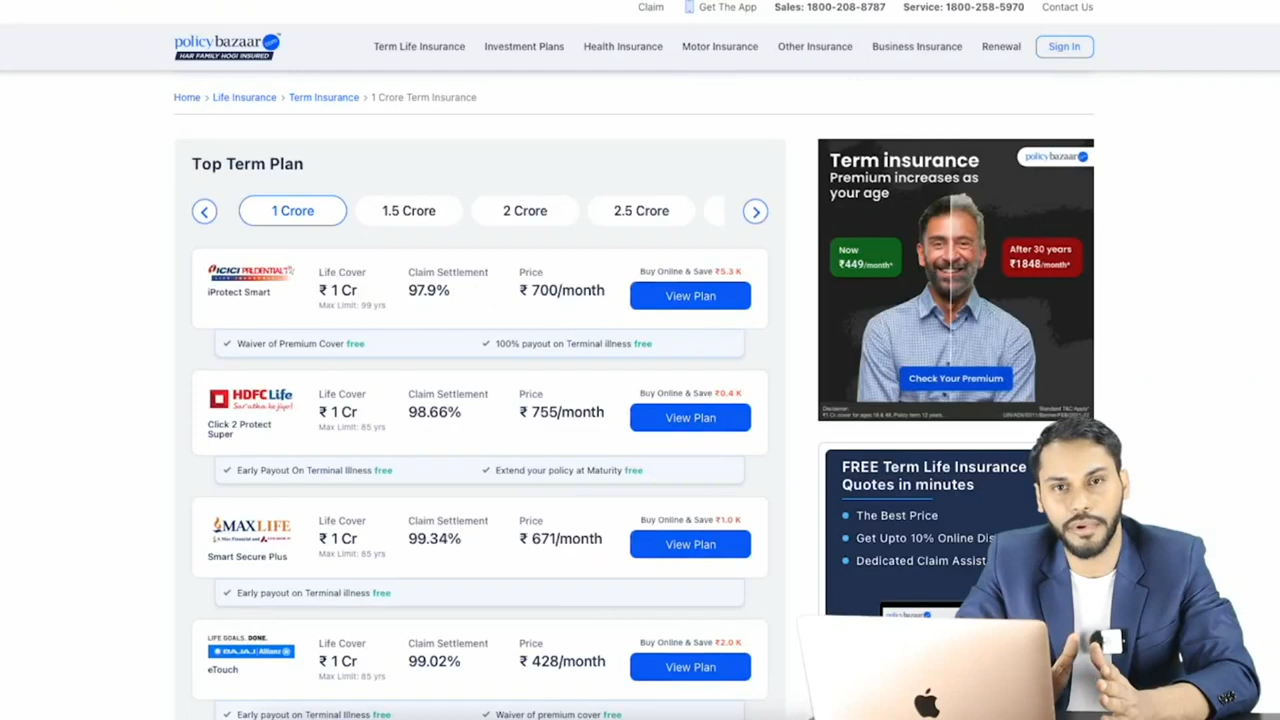 Claim Get The App Sales: 1800-208-8787 Service: 1800-258-5970 Contact Us
policybazaar.com
HAR FAMILY HOGI INSURED
Term Life Insurance Investment Plans Health Insurance Motor Insurance Other Insurance Business Insurance Renewal Sign In
Home > Life Insurance > Term Insurance > 1 Crore Term Insurance
Top Term Plan
1 Crore 1.5 Crore 2 Crore 2.5 Crore
ICICI PRUDENTIAL
LIFE INSURANCE
iProtect Smart
Life Cover Claim Settlement Price Buy Online & Save ₹5.3 K
₹ 1 Cr 97.9% ₹ 700/month View Plan
Max Limit: 99 yrs
Waiver of Premium Cover free 100% payout on Terminal illness free
HDFC Life
Sar utha ke jiyo!
Click 2 Protect
Super
Life Cover Claim Settlement Price Buy Online & Save ₹0.4 K
₹ 1 Cr 98.66% ₹ 755/month View Plan
Max Limit: 85 yrs
Early Payout On Terminal Illness free Extend your policy at Maturity free
MAX LIFE
Smart Secure Plus
Life Cover Claim Settlement Price Buy Online & Save ₹1.0 K
₹ 1 Cr 99.34% ₹ 671/month View Plan
Max Limit: 85 yrs
Early payout on Terminal illness free
LIFE GOALS. DONE.
BAJAJ Allianz
eTouch
Life Cover Claim Settlement Price Buy Online & Save ₹2.0 K
₹ 1 Cr 99.02% ₹ 428/month View Plan
Max Limit: 85 yrs
Early payout on Terminal illness free Waiver of premium cover free
Term insurance
Premium increases as
your age
policybazaar
Now
₹449/month*
After 30 years
₹1848/month*
Check Your Premium
Disclaimer:
Standard T&C Apply*
FREE Term Life Insurance
Quotes in minutes
The Best Price
Get Upto 10% Online Dis
Dedicated Claim Assist
policybazaar